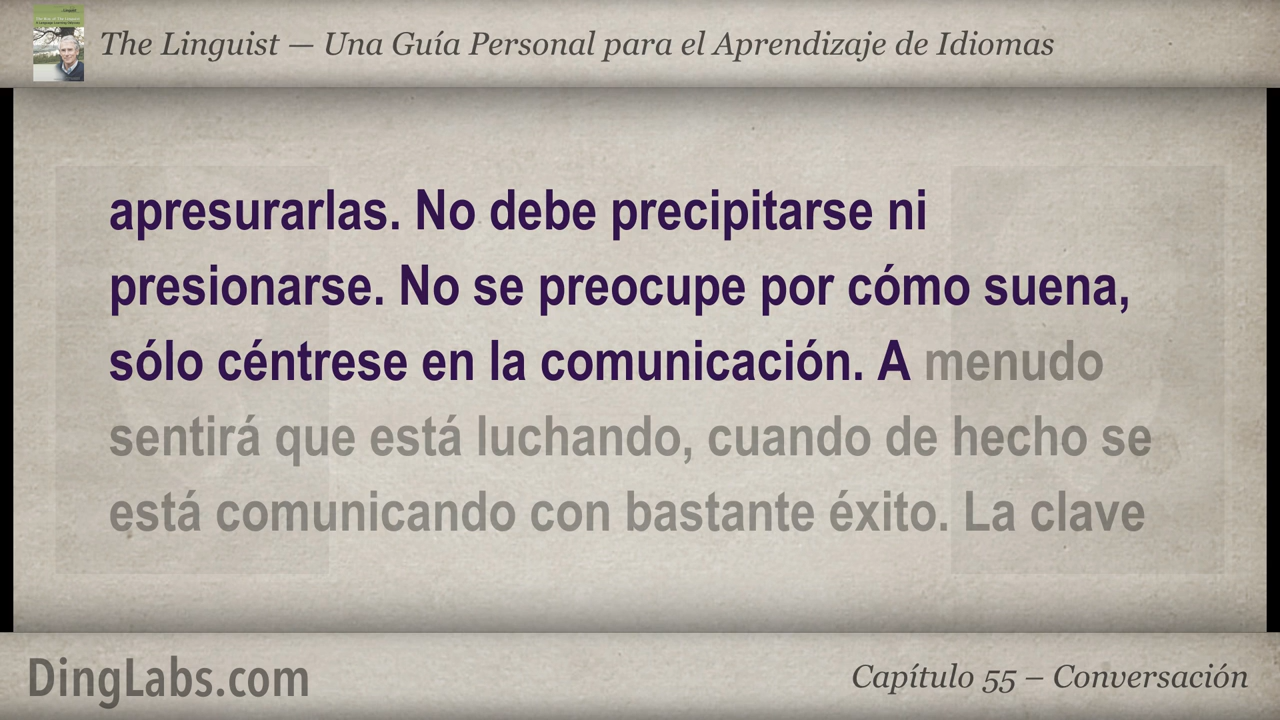 The Linguist — Una Guía Personal para el Aprendizaje de Idiomas
apresurarlas. No debe precipitarse ni
presionarse. No se preocupe por cómo suena,
sólo céntrese en la comunicación. A menudo
sentirá que está luchando, cuando de hecho se
está comunicando con bastante éxito. La clave
DingLabs.com
Capítulo 55 – Conversación